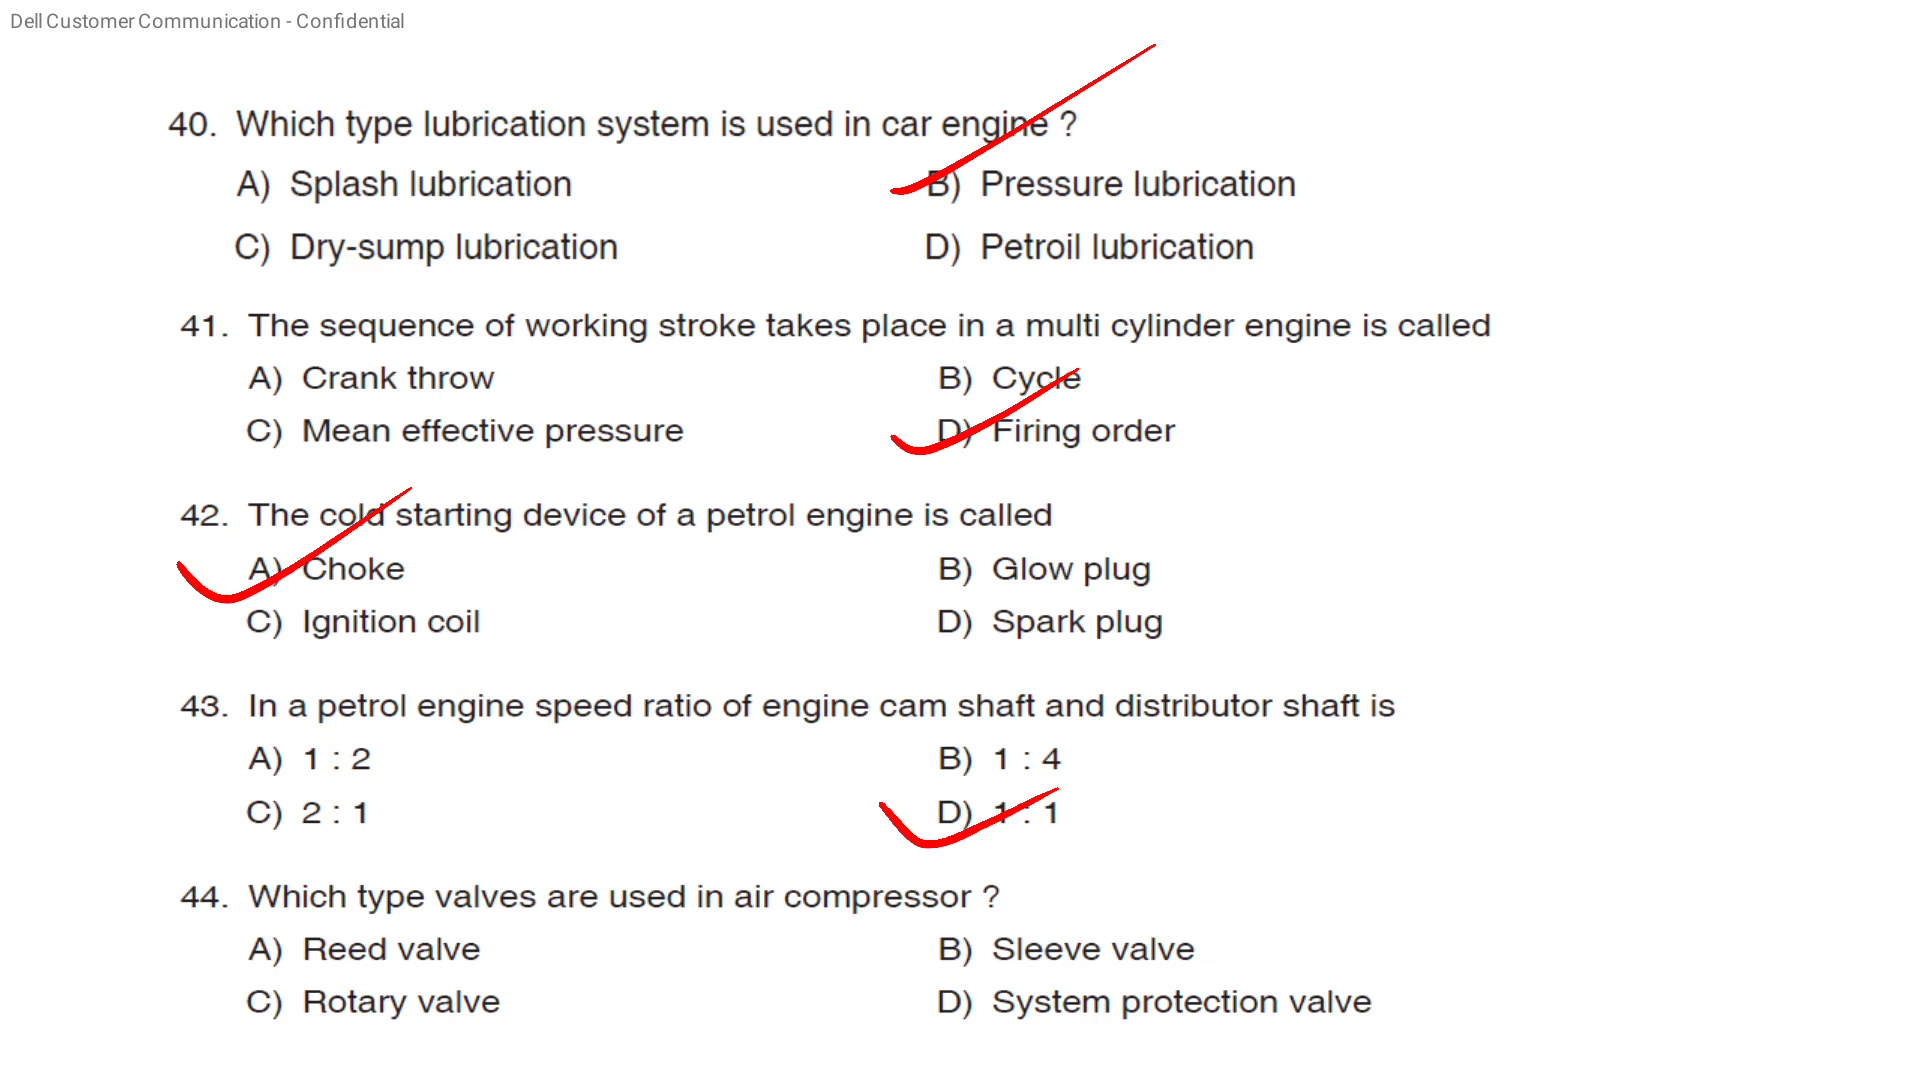 Dell Customer Communication - Confidential
40. Which type lubrication system is used in car engine ?
A) Splash lubrication B) Pressure lubrication
C) Dry-sump lubrication D) Petroil lubrication
41. The sequence of working stroke takes place in a multi cylinder engine is called
A) Crank throw B) Cycle
C) Mean effective pressure D) Firing order
42. The cold starting device of a petrol engine is called
A) Choke B) Glow plug
C) Ignition coil D) Spark plug
43. In a petrol engine speed ratio of engine cam shaft and distributor shaft is
A) 1 : 2 B) 1 : 4
C) 2 : 1 D) 1 : 1
44. Which type valves are used in air compressor ?
A) Reed valve B) Sleeve valve
C) Rotary valve D) System protection valve